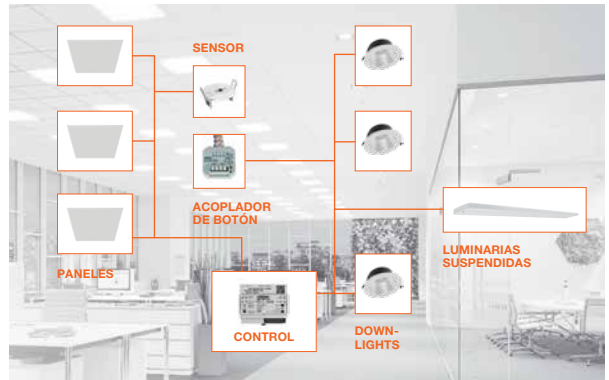 SENSOR
ACOPLADOR
DE BOTÓN
PANELES
LUMINARIAS
SUSPENDIDAS
CONTROL
DOWN-
LIGHTS